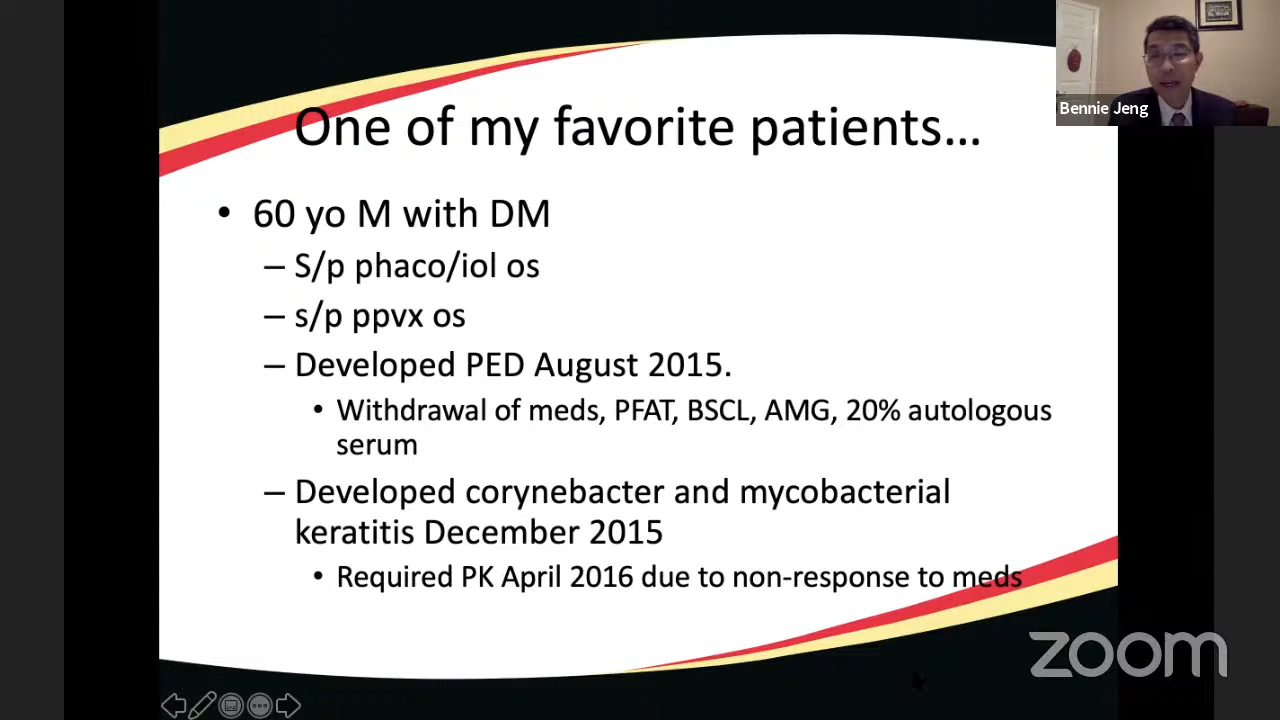 Bennie Jeng
One of my favorite patients…
• 60 yo M with DM
– S/p phaco/iol os
– s/p ppvx os
– Developed PED August 2015.
• Withdrawal of meds, PFAT, BSCL, AMG, 20% autologous
serum
– Developed corynebacter and mycobacterial
keratitis December 2015
• Required PK April 2016 due to non-response to meds
zoom